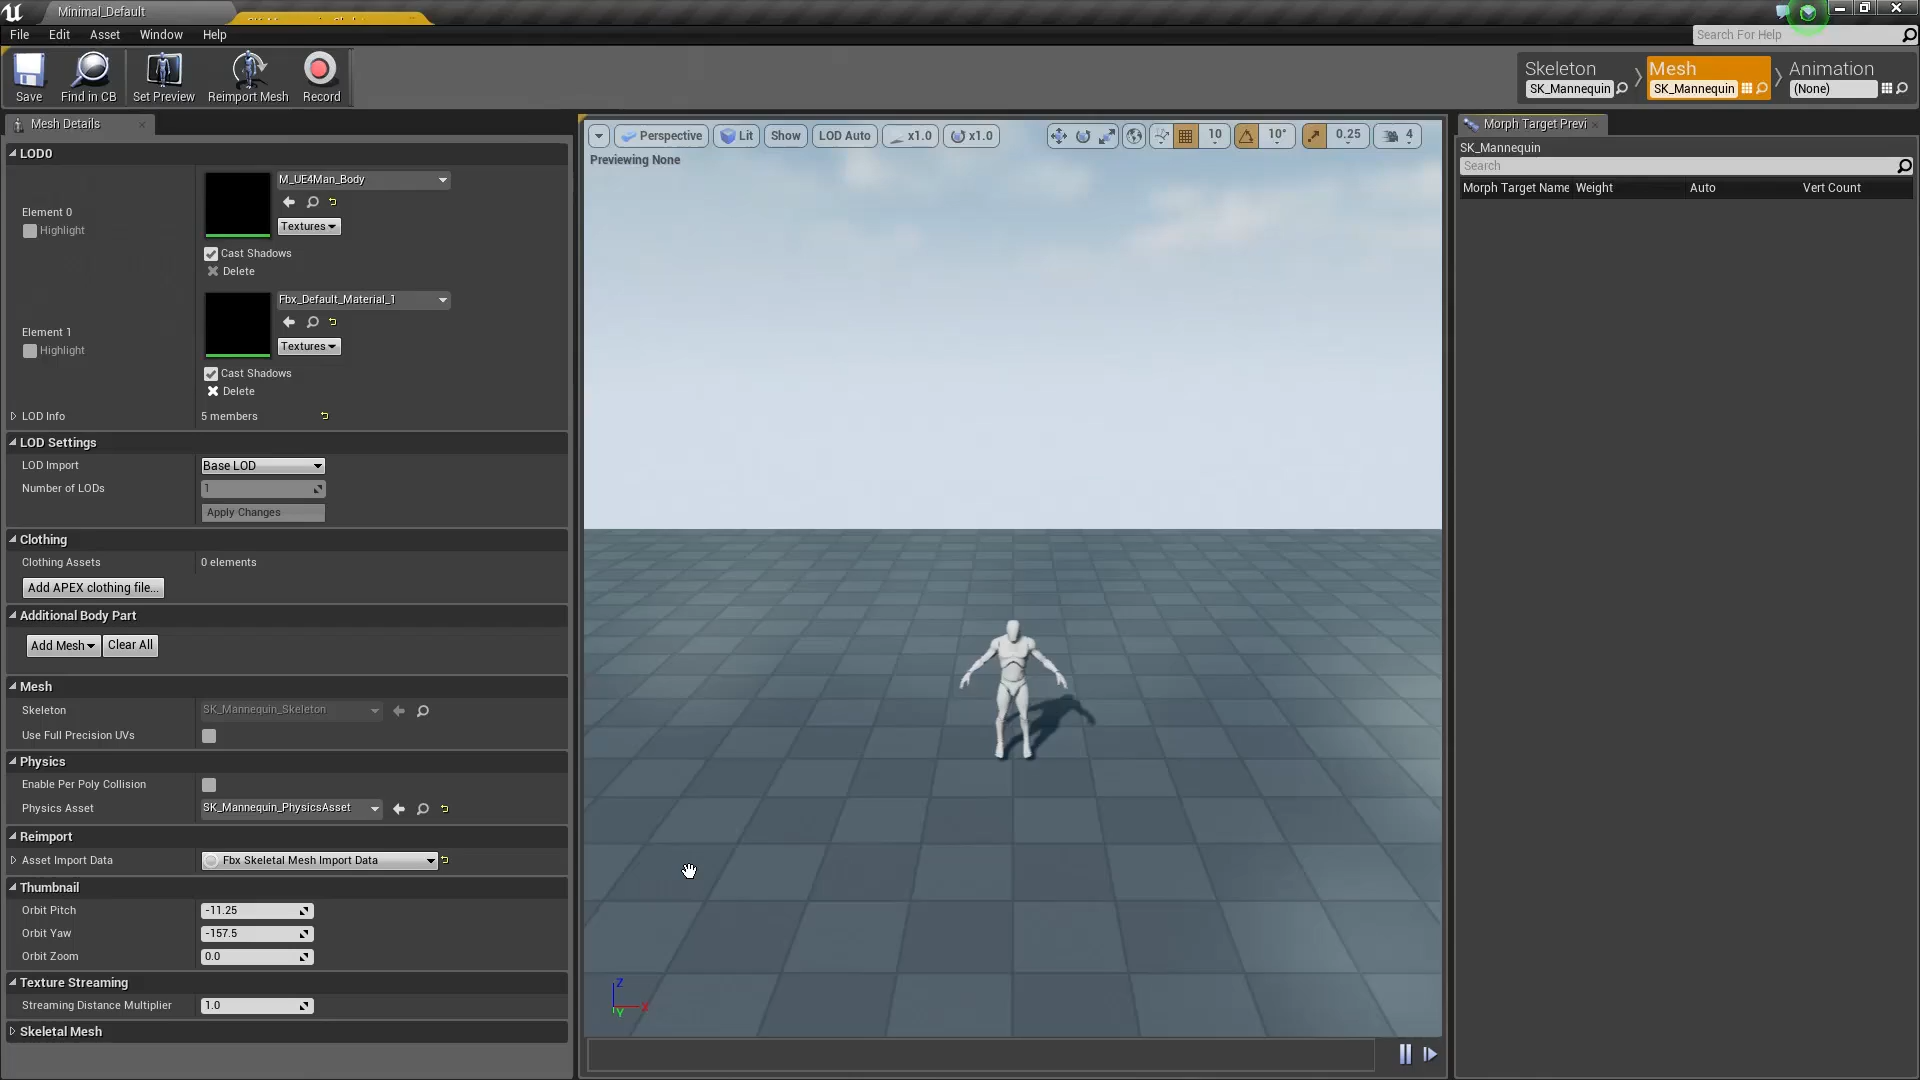 Minimal_Default
File Edit Asset Window Help
Search For Help
Save
Find in CB
Set Preview
Reimport Mesh
Record
Skeleton
SK_Mannequin
Mesh
SK_Mannequin
Animation
(None)
Mesh Details
LOD0
Element 0
Highlight
M_UE4Man_Body
Textures
Cast Shadows
Delete
Element 1
Highlight
Fbx_Default_Material_1
Textures
Cast Shadows
Delete
LOD Info 5 members
LOD Settings
LOD Import Base LOD
Number of LODs 1
Apply Changes
Clothing
Clothing Assets 0 elements
Add APEX clothing file...
Additional Body Part
Add Mesh Clear All
Mesh
Skeleton SK_Mannequin_Skeleton
Use Full Precision UVs
Physics
Enable Per Poly Collision
Physics Asset SK_Mannequin_PhysicsAsset
Reimport
Asset Import Data Fbx Skeletal Mesh Import Data
Thumbnail
Orbit Pitch -11.25
Orbit Yaw -157.5
Orbit Zoom 0.0
Texture Streaming
Streaming Distance Multiplier 1.0
Skeletal Mesh
Perspective Lit Show LOD Auto x1.0 x1.0 10 10° 0.25 4
Previewing None
Z
X
Y
Morph Target Previ
SK_Mannequin
Search
Morph Target Name Weight Auto Vert Count